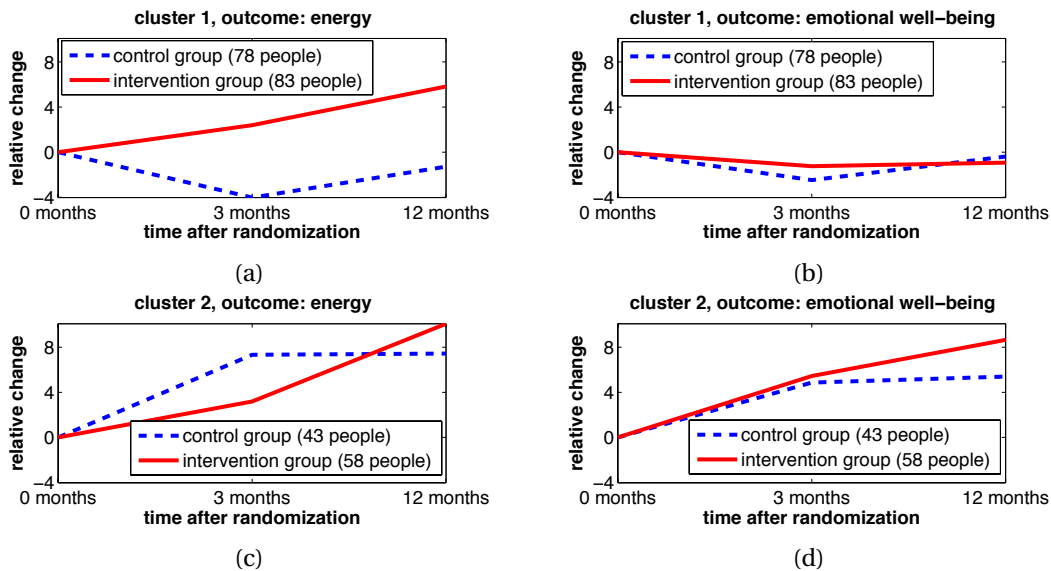 cluster 1, outcome: energy
relative change
8
4
0
−4
control group (78 people)
intervention group (83 people)
0 months
3 months
12 months
time after randomization
(a)
cluster 1, outcome: emotional well−being
relative change
8
4
0
−4
control group (78 people)
intervention group (83 people)
0 months
3 months
12 months
time after randomization
(b)
cluster 2, outcome: energy
relative change
8
4
0
−4
control group (43 people)
intervention group (58 people)
0 months
3 months
12 months
time after randomization
(c)
cluster 2, outcome: emotional well−being
relative change
8
4
0
−4
control group (43 people)
intervention group (58 people)
0 months
3 months
12 months
time after randomization
(d)